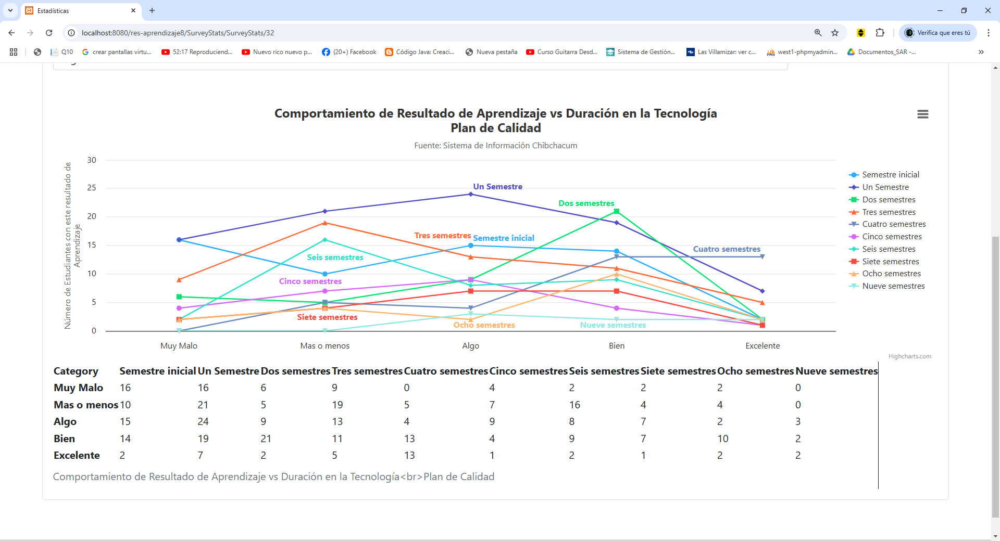 Estadísticas
localhost:8080/res-aprendizaje8/SurveyStats/SurveyStats/32
Verifica que eres tú
Q10
crear pantallas virtu...
52:17 Reproduciend...
Nuevo rico nuevo p...
(20+) Facebook
Código Java: Creaci...
Nueva pestaña
Curso Guitarra Desd...
Sistema de Gestión...
Las Villamizar: ver c...
west1-phpmyadmin...
Documentos_SAR -...
Comportamiento de Resultado de Aprendizaje vs Duración en la Tecnología
Plan de Calidad
Fuente: Sistema de Información Chibchacum
Número de Estudiantes con este resultado de
Aprendizaje
30
25
20
15
10
5
0
Un Semestre
Dos semestres
Tres semestres
Semestre inicial
Cuatro semestres
Seis semestres
Cinco semestres
Siete semestres
Ocho semestres
Nueve semestres
Muy Malo
Mas o menos
Algo
Bien
Excelente
Semestre inicial
Un Semestre
Dos semestres
Tres semestres
Cuatro semestres
Cinco semestres
Seis semestres
Siete semestres
Ocho semestres
Nueve semestres
Highcharts.com
Category Semestre inicial Un Semestre Dos semestres Tres semestres Cuatro semestres Cinco semestres Seis semestres Siete semestres Ocho semestres Nueve semestres
Muy Malo 16 16 6 9 0 4 2 2 2 0
Mas o menos 10 21 5 19 5 7 16 4 4 0
Algo 15 24 9 13 4 9 8 7 2 3
Bien 14 19 21 11 13 4 9 7 10 2
Excelente 2 7 2 5 13 1 2 1 2 2
Comportamiento de Resultado de Aprendizaje vs Duración en la Tecnología<br>Plan de Calidad